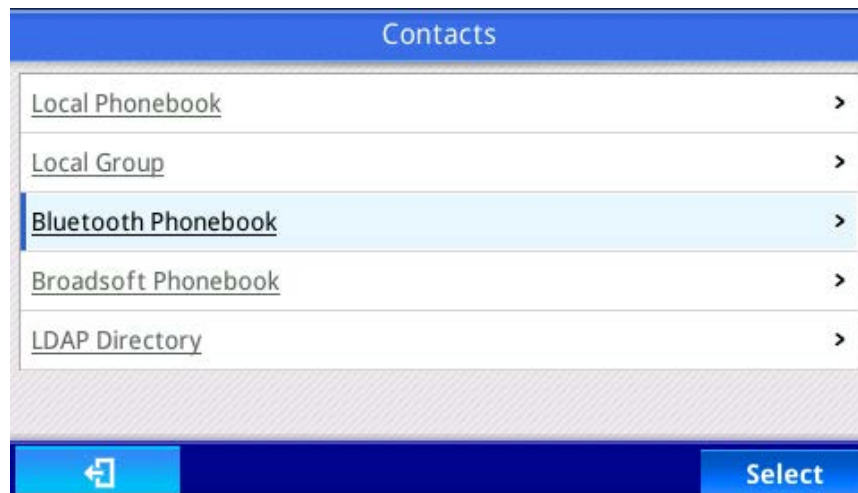 Contacts
Local Phonebook
Local Group
Bluetooth Phonebook
Broadsoft Phonebook
LDAP Directory
Select